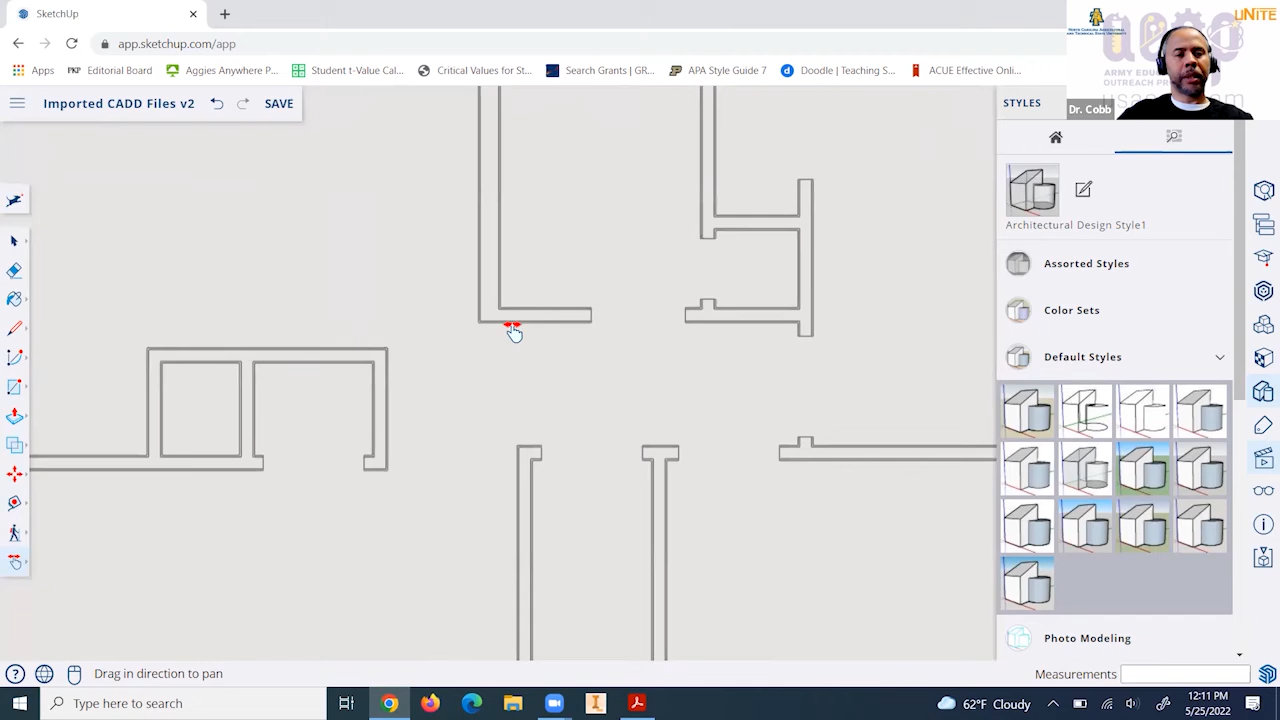 SketchUp
app.sketchup.com/app
Apps
Editorial Board
Aggies Anywhere P...
Student t-Value Cal...
s for St...
Search Grants | GR...
APA Style Guide 7
Doodle | Teaching S...
ACUE Effective Onli...
UNITE
Dr. Cobb
Imported CADD Files v2
SAVE
STYLES
Architectural Design Style1
Assorted Styles
Color Sets
Default Styles
Photo Modeling
Drag in direction to pan
Measurements
Type here to search
62°F Cloudy
12:11 PM
5/25/2022